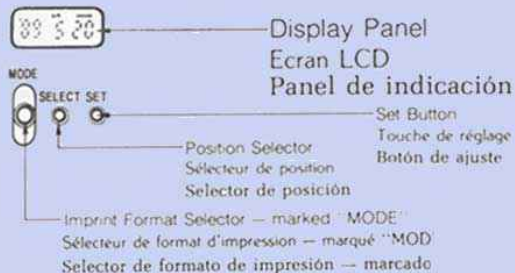 '89 5 20
Display Panel
Ecran LCD
Panel de indicación
MODE
SELECT SET
Set Button
Touche de réglage
Botón de ajuste
Position Selector
Sélecteur de position
Selector de posición
Imprint Format Selector — marked "MODE"
Sélecteur de format d'impression — marqué "MOD
Selector de formato de impresión — marcado